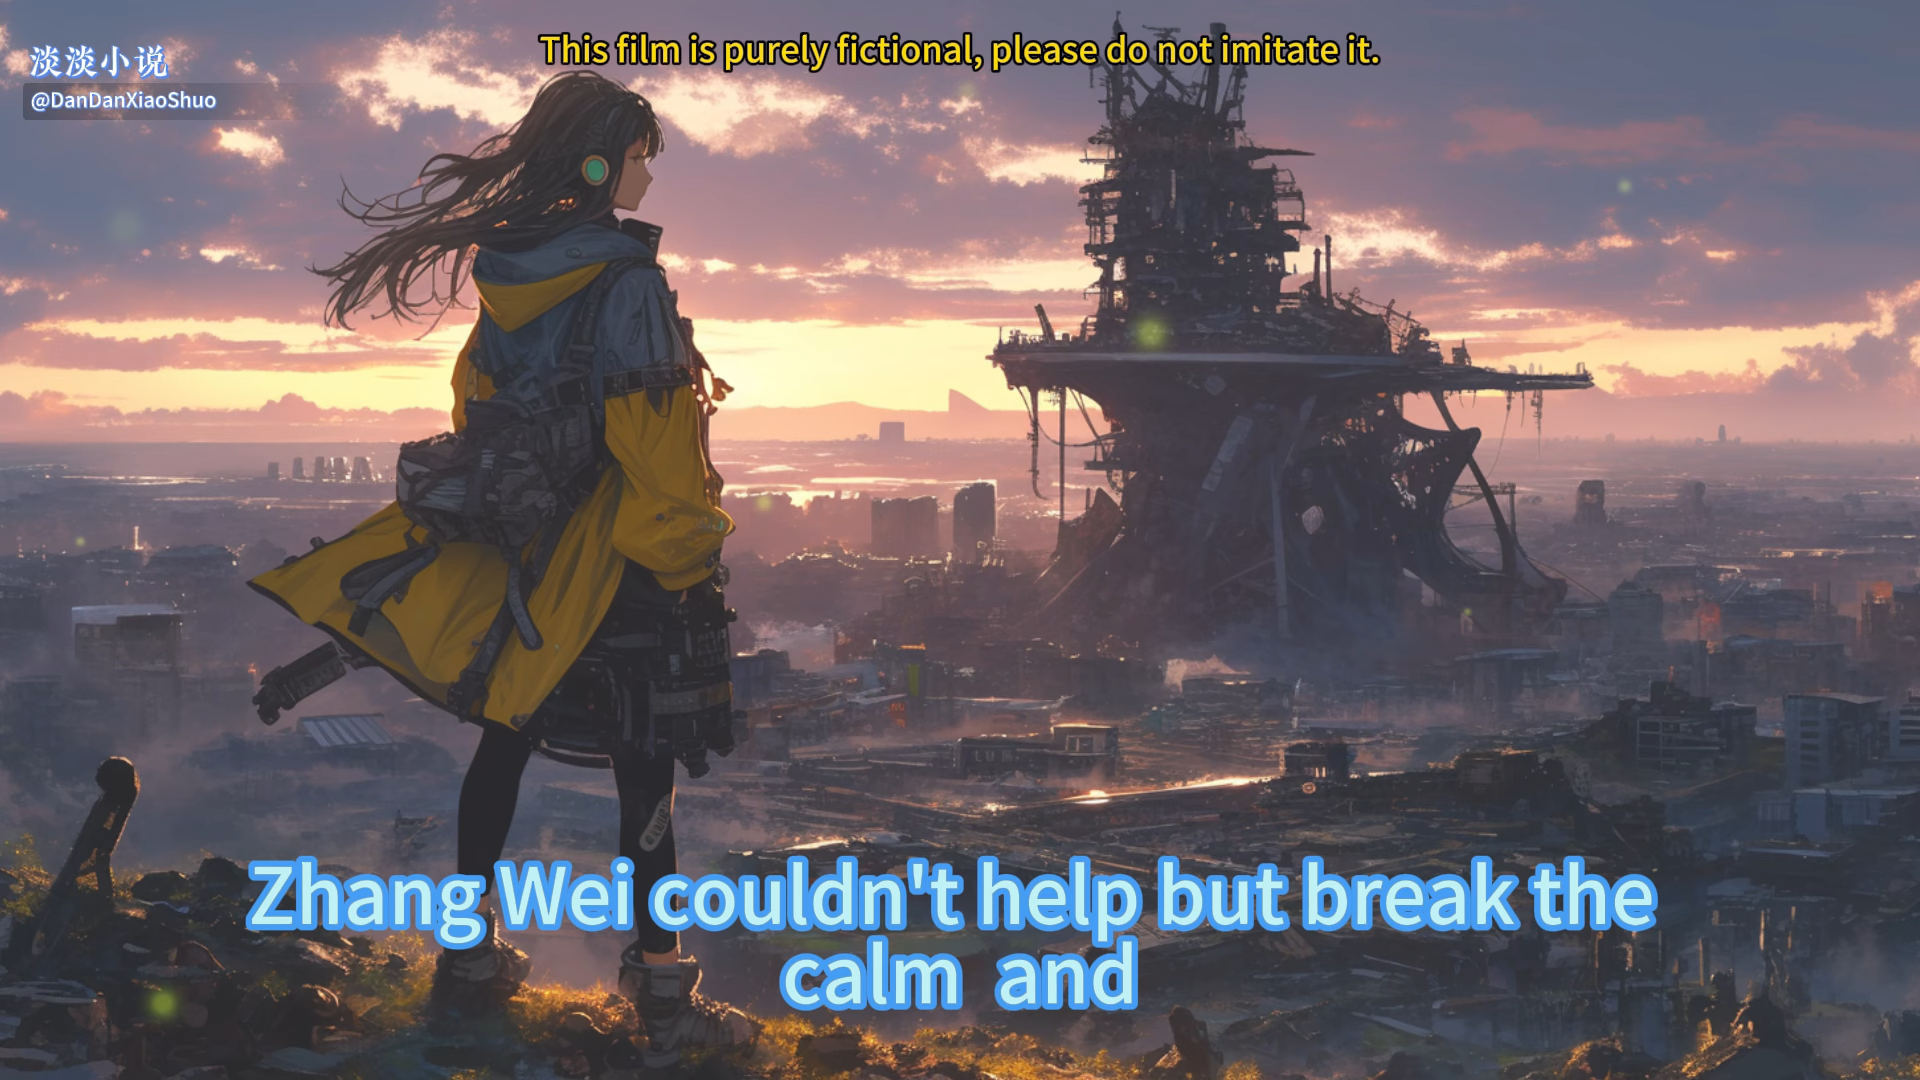 This film is purely fictional, please do not imitate it.
淡淡小说
@DanDanXiaoShuo
Zhang Wei couldn't help but break the
calm and